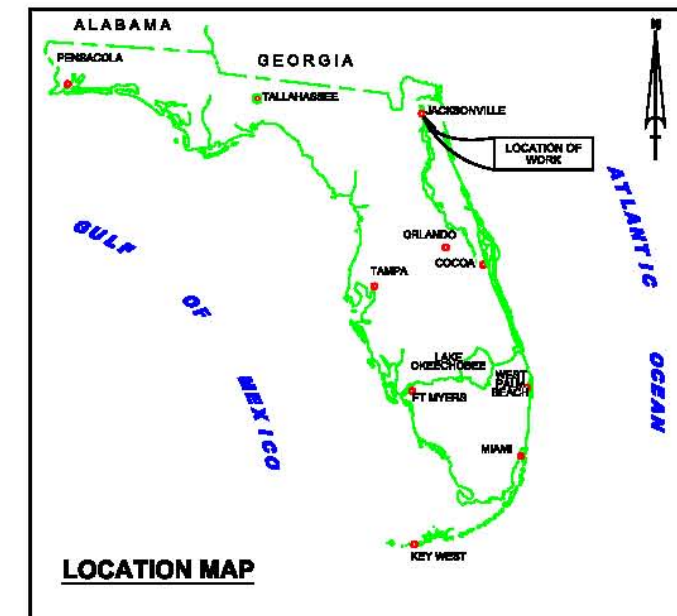 ALABAMA
GEORGIA
N
PENSACOLA
TALLAHASSEE
JACKSONVILLE
LOCATION OF
WORK
ATLANTIC
OCEAN
GULF
OF
MEXICO
ORLANDO
COCOA
TAMPA
LAKE
OKEECHOBEE
WEST
PALM
BEACH
FT MYERS
MIAMI
KEY WEST
LOCATION MAP